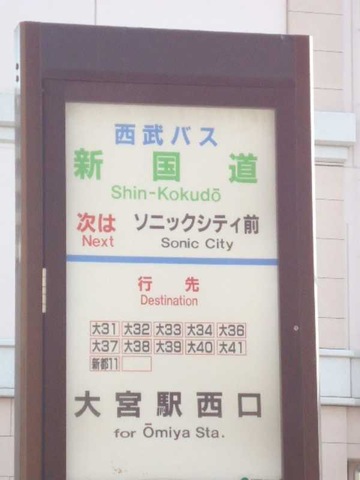 西武バス
新国道
Shin-Kokudō
次は ソニックシティ前
Next Sonic City
行先
Destination
大31 大32 大33 大34 大36
大37 大38 大39 大40 大41
新都11
大宮駅西口
for Ōmiya Sta.